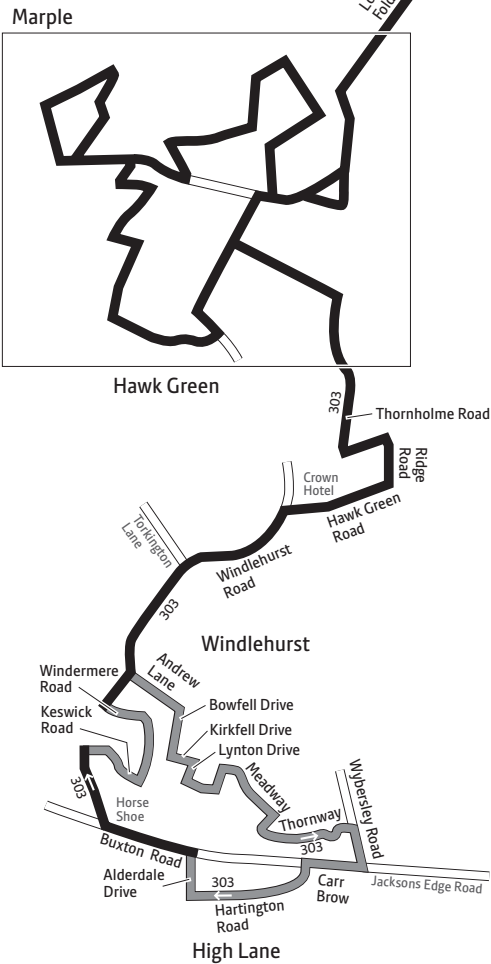 Marple
Fold
Hawk Green
303
Thornholme Road
Ridge
Road
Crown
Hotel
Hawk Green
Road
Torkington
Lane
Windlehurst
Road
303
Windlehurst
Andrew
Lane
Windermere
Road
Keswick
Road
Bowfell Drive
Kirkfell Drive
Lynton Drive
Meadway
Wybersley Road
303
Horse
Shoe
Thornway
303
Buxton Road
Alderdale
Drive
303
Carr
Brow
Jacksons Edge Road
Hartington
Road
High Lane